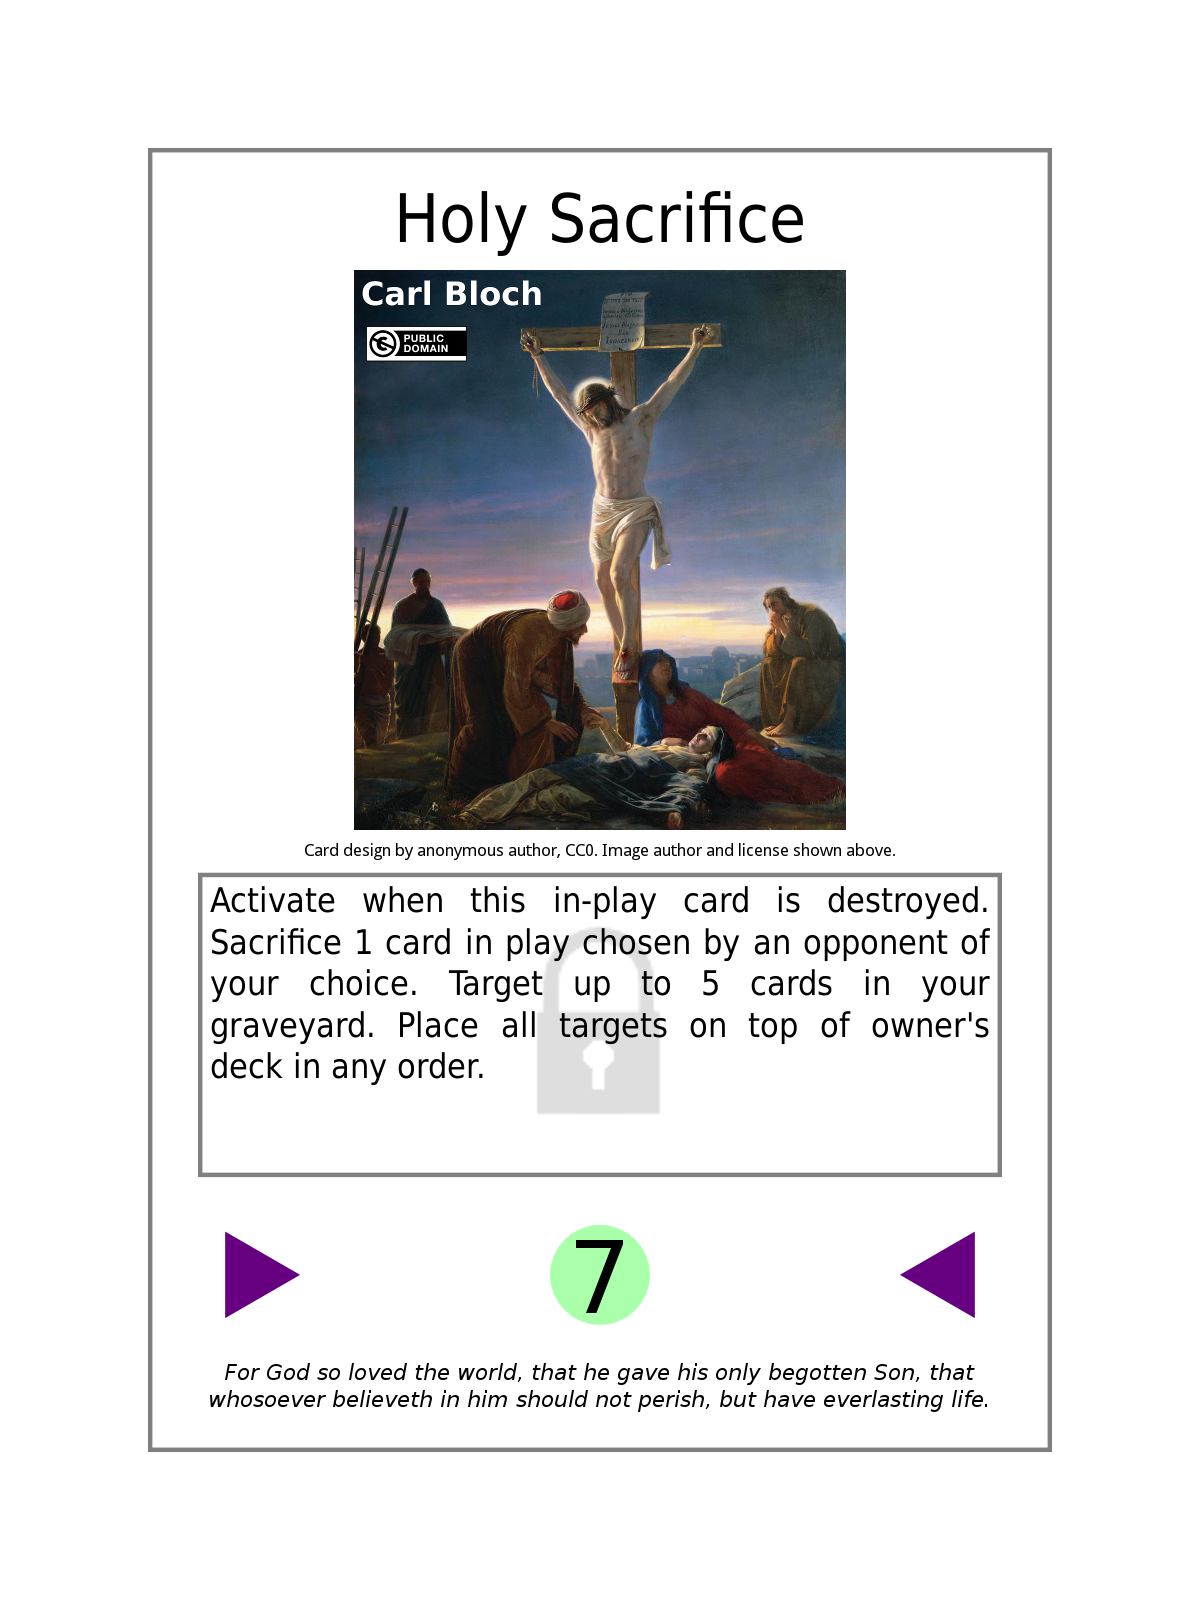 Holy Sacrifice
Carl Bloch
PUBLIC
DOMAIN
Card design by anonymous author, CC0. Image author and license shown above.
Activate when this in-play card is destroyed.
Sacrifice 1 card in play chosen by an opponent of
your choice. Target up to 5 cards in your
graveyard. Place all targets on top of owner's
deck in any order.
7
For God so loved the world, that he gave his only begotten Son, that
whosoever believeth in him should not perish, but have everlasting life.